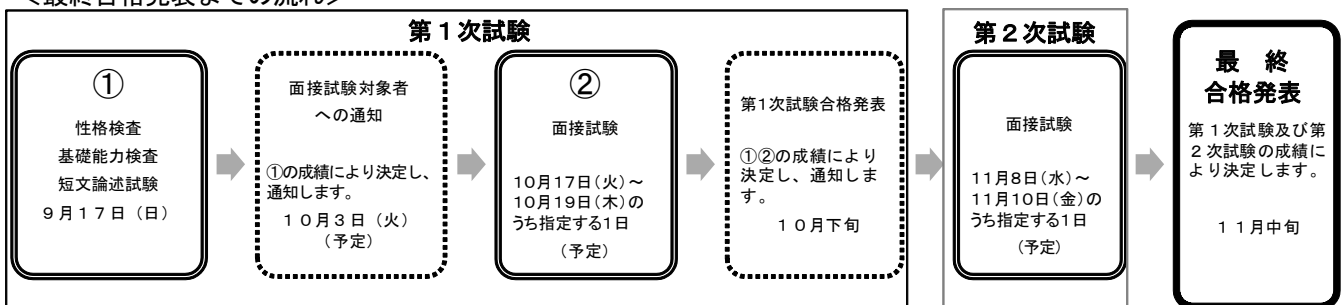 <最終合格発表までの流れ>
第1次試験
①
性格検査
基礎能力検査
短文論述試験
9月17日(日)
面接試験対象者
への通知
①の成績により決定し、
通知します。
10月3日(火)
(予定)
②
面接試験
10月17日(火)~
10月19日(木)の
うち指定する1日
(予定)
第1次試験合格発表
①②の成績により
決定し、通知しま
す。
10月下旬
第2次試験
面接試験
11月8日(水)~
11月10日(金)の
うち指定する1日
(予定)
最 終
合格発表
第1次試験及び第
2次試験の成績に
より決定します。
11月中旬